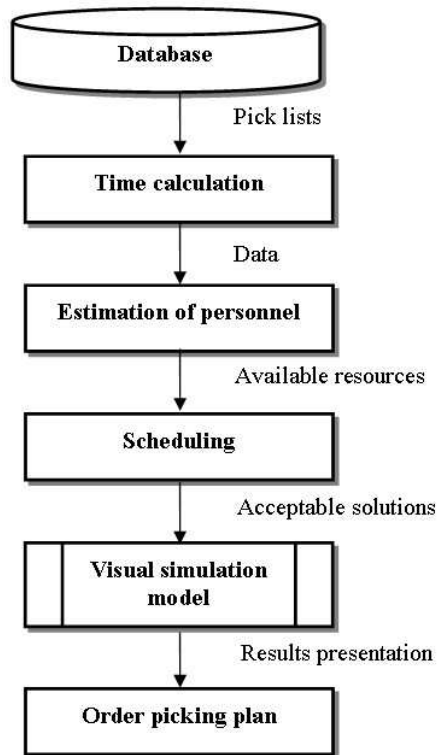 Database
Pick lists
Time calculation
Data
Estimation of personnel
Available resources
Scheduling
Acceptable solutions
Visual simulation
model
Results presentation
Order picking plan